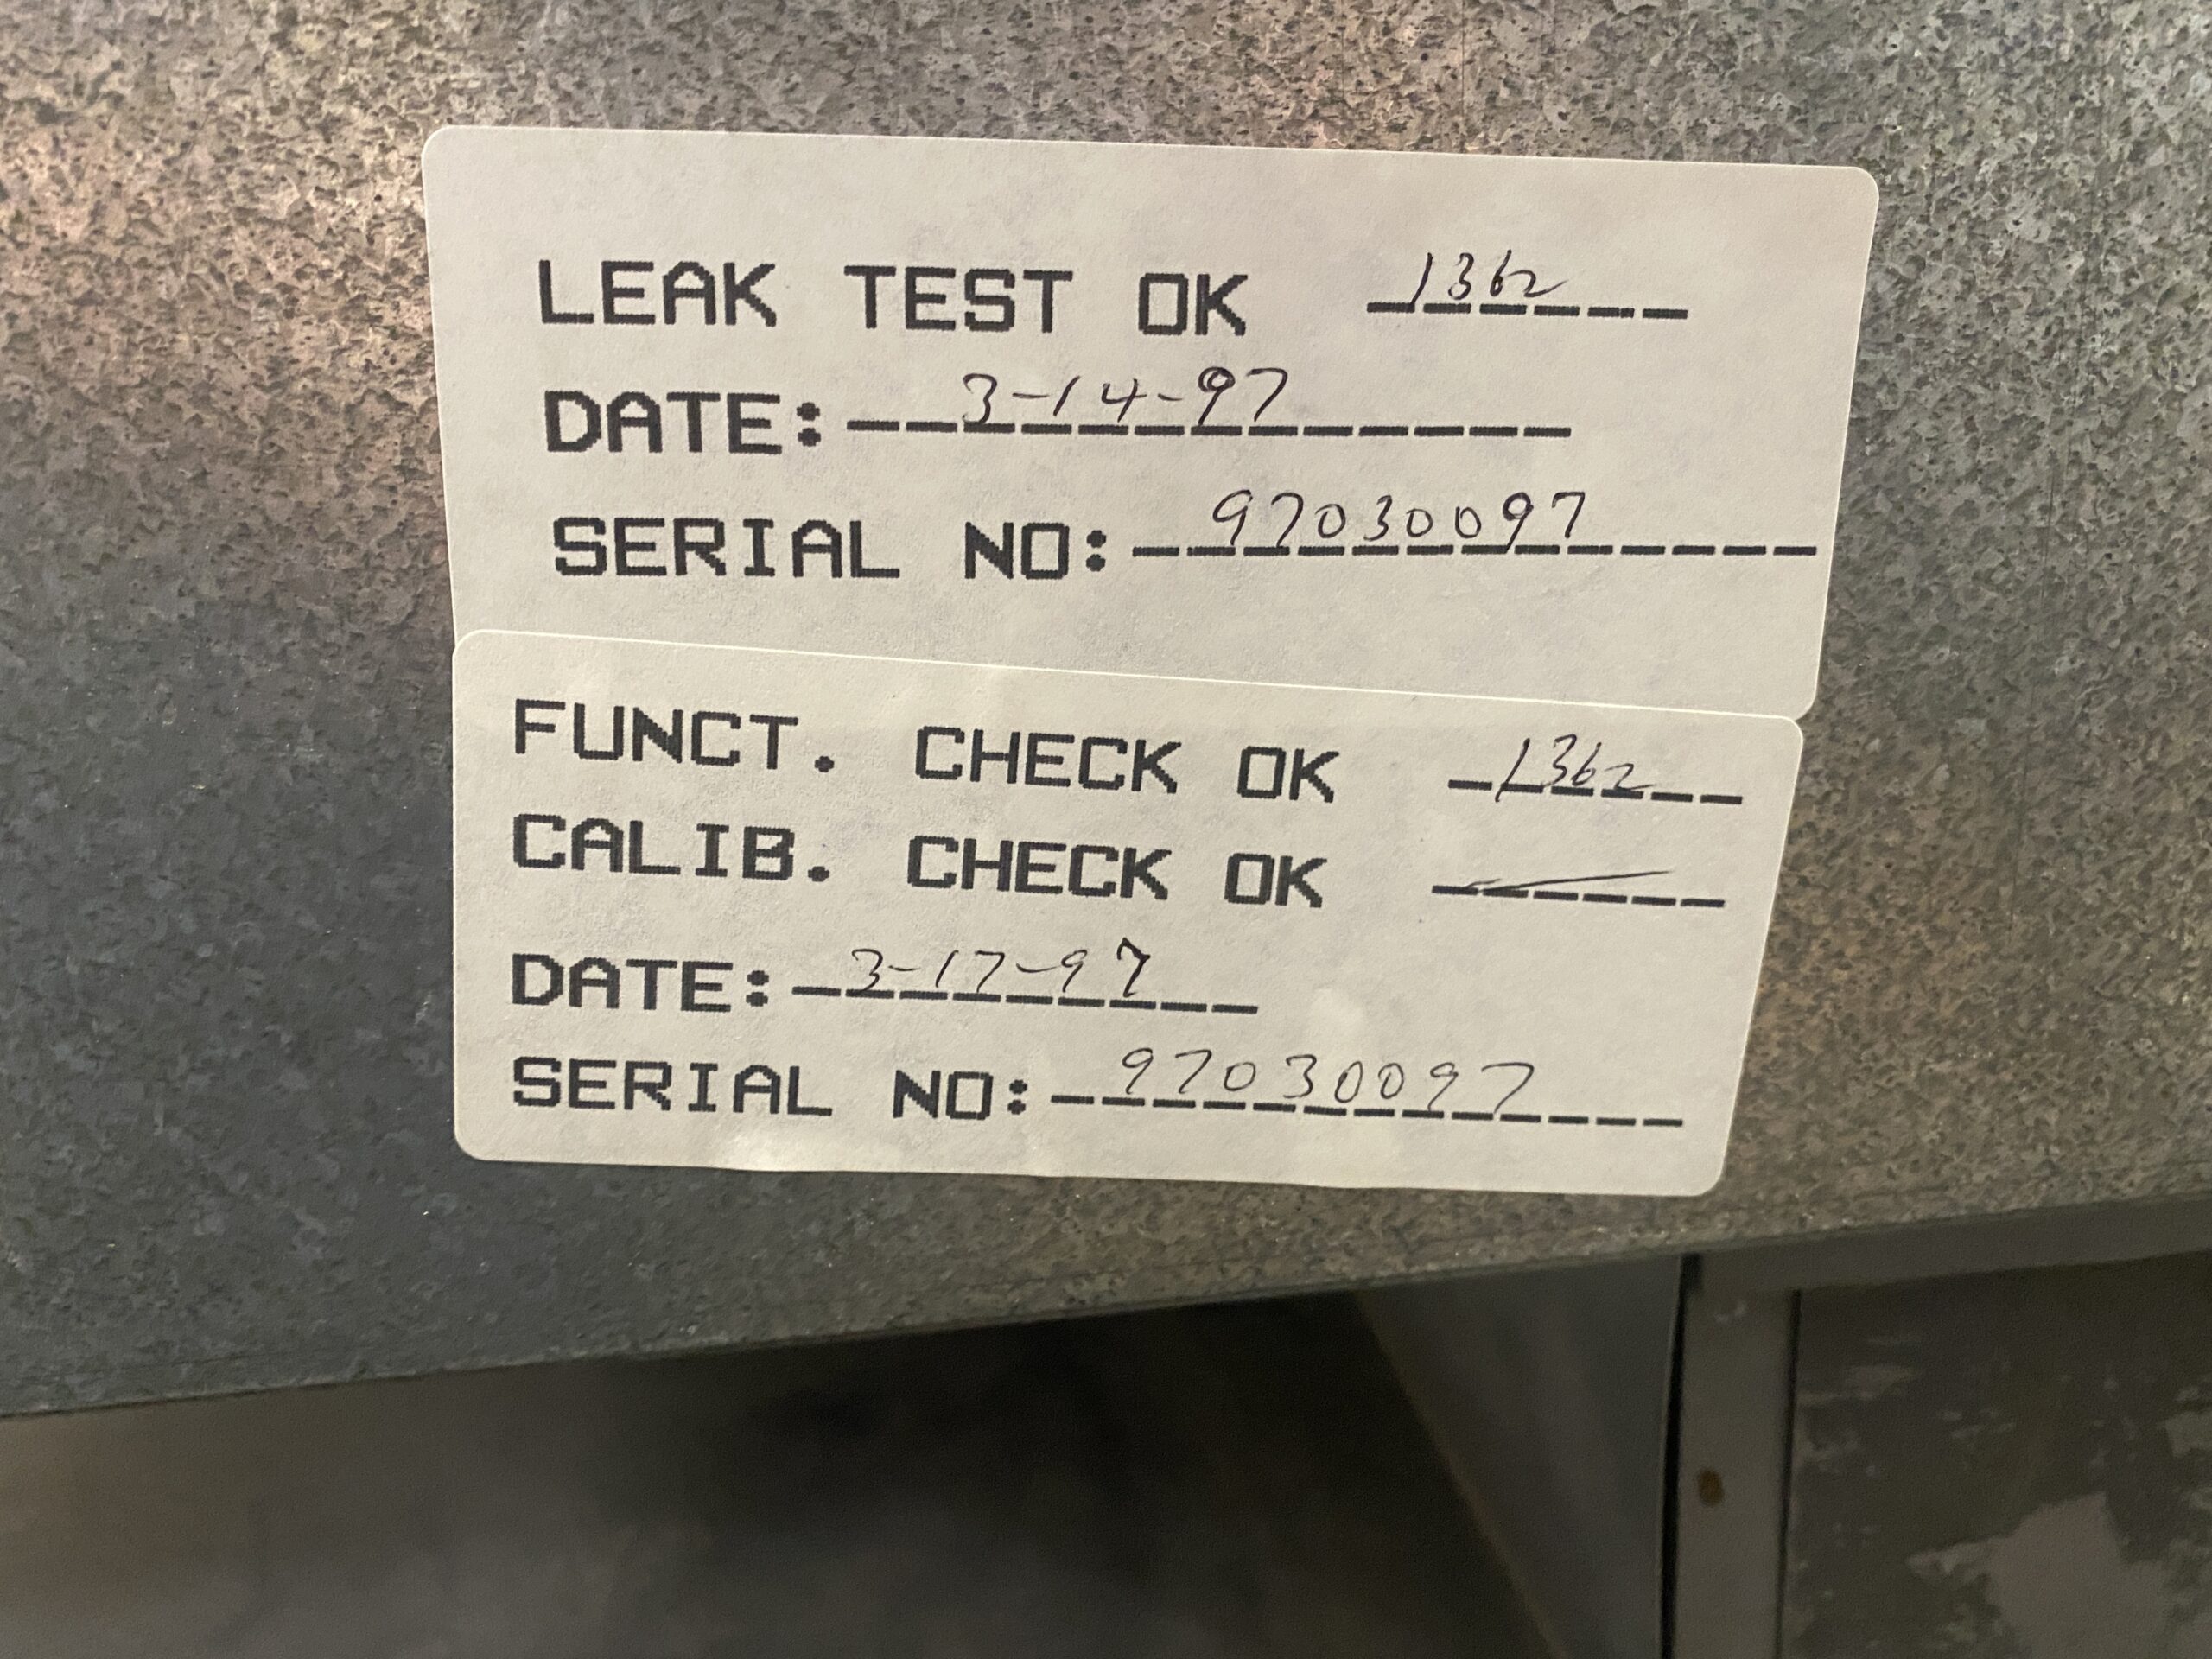 LEAK TEST OK 1362
DATE: 3-14-97
SERIAL NO: 97030097
FUNCT. CHECK OK 1362
CALIB. CHECK OK
DATE: 3-17-97
SERIAL NO: 97030097